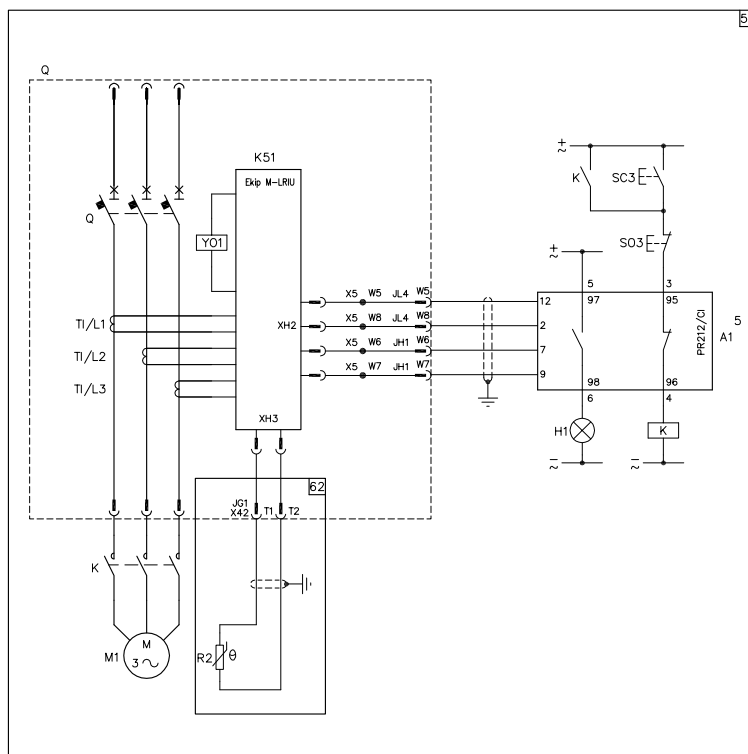 5
Q
K51
Ekip M-LRIU
YO1
Q
XH2
TI/L1
TI/L2
TI/L3
XH3
X5 W5 JL4 W5
X5 W8 JL4 W8
X5 W6 JH1 W6
X5 W7 JH1 W7
+
~
K
SC3
SO3
+
~
5 3
97 95
12
2
7
9
PR212/CI
5
A1
98 96
6 4
H1
K
–
~
–
~
62
JG1
X42 T1 T2
K
M1
M
3 ~
R2 θ